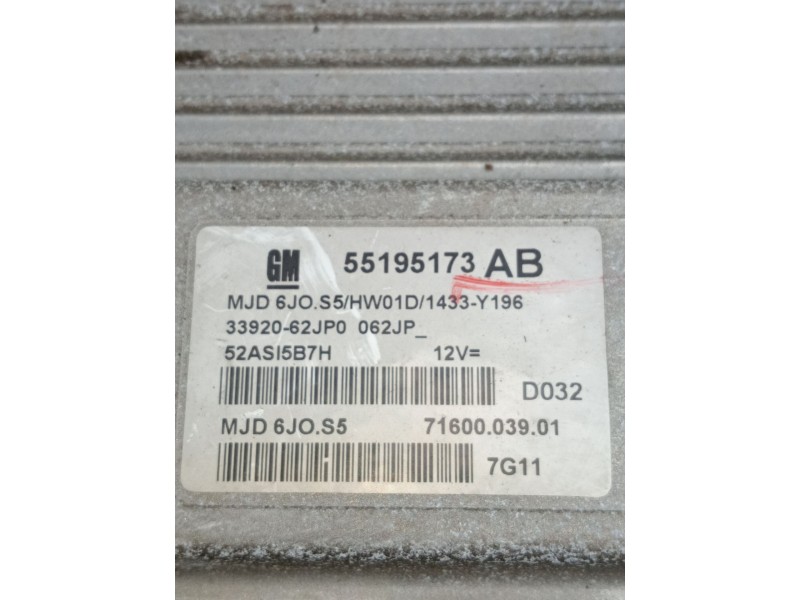 GM 55195173 AB
MJD 6JO.S5/HW01D/1433-Y196
33920-62JP0 062JP_
52ASI5B7H 12V=
D032
MJD 6JO.S5 71600.039.01
7G11